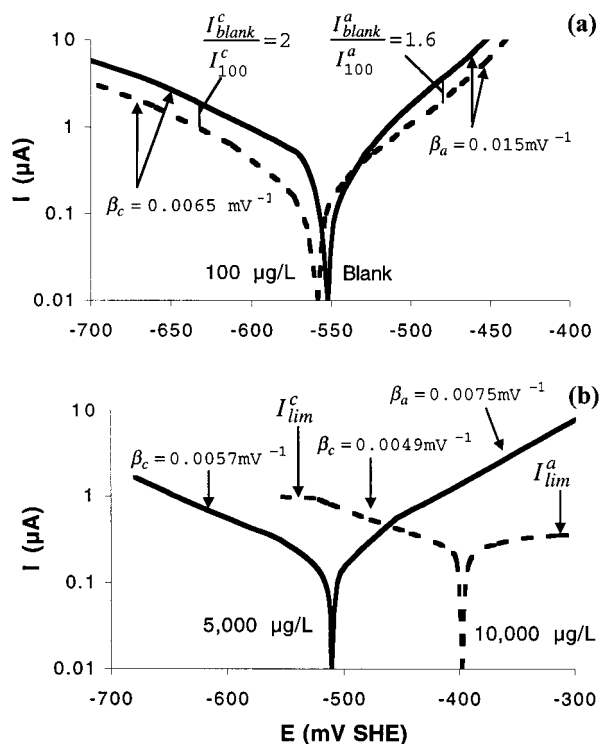 (a)
I^c_blank / I^c_100 = 2
I^a_blank / I^a_100 = 1.6
10
1
0.1
0.01
I (µA)
β_c = 0.0065 mV⁻¹
β_a = 0.015mV⁻¹
100 µg/L
Blank
-700
-650
-600
-550
-500
-450
-400
(b)
β_a = 0.0075mV⁻¹
I^c_lim
β_c = 0.0049mV⁻¹
β_c = 0.0057mV⁻¹
I^a_lim
10
1
0.1
0.01
I (µA)
5,000 µg/L
10,000 µg/L
-700
-600
-500
-400
-300
E (mV SHE)